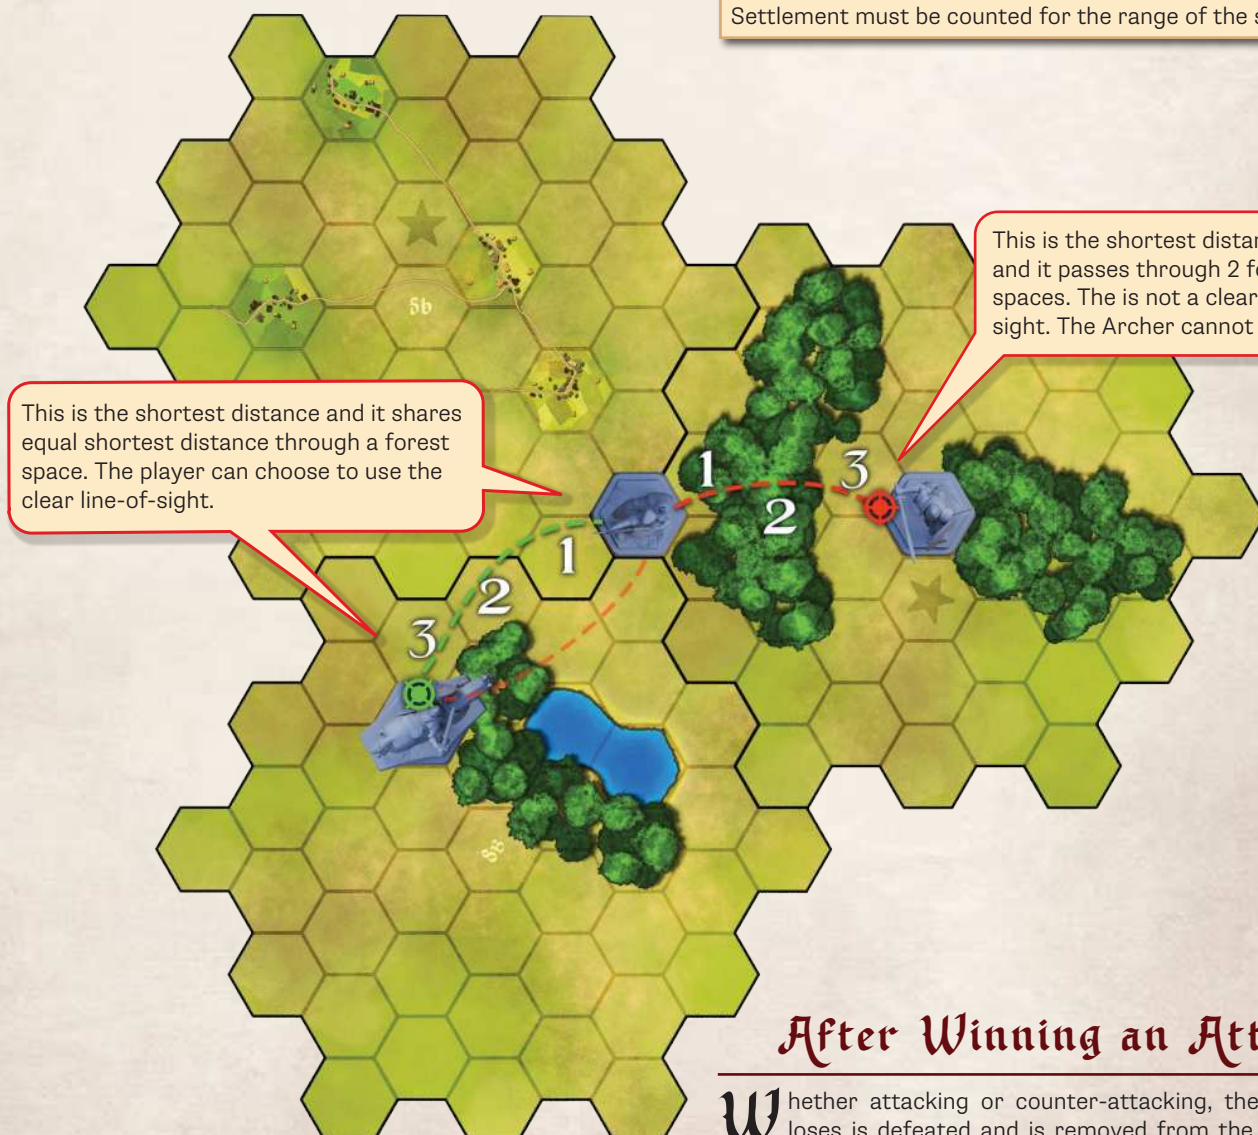 Settlement must be counted for the range of the s
This is the shortest distan
and it passes through 2 fo
spaces. The is not a clear
sight. The Archer cannot
5b
This is the shortest distance and it shares
equal shortest distance through a forest
space. The player can choose to use the
clear line-of-sight.
1
2
3
1
2
3
8B
After Winning an Att
Whether attacking or counter-attacking, the
loses is defeated and is removed from the